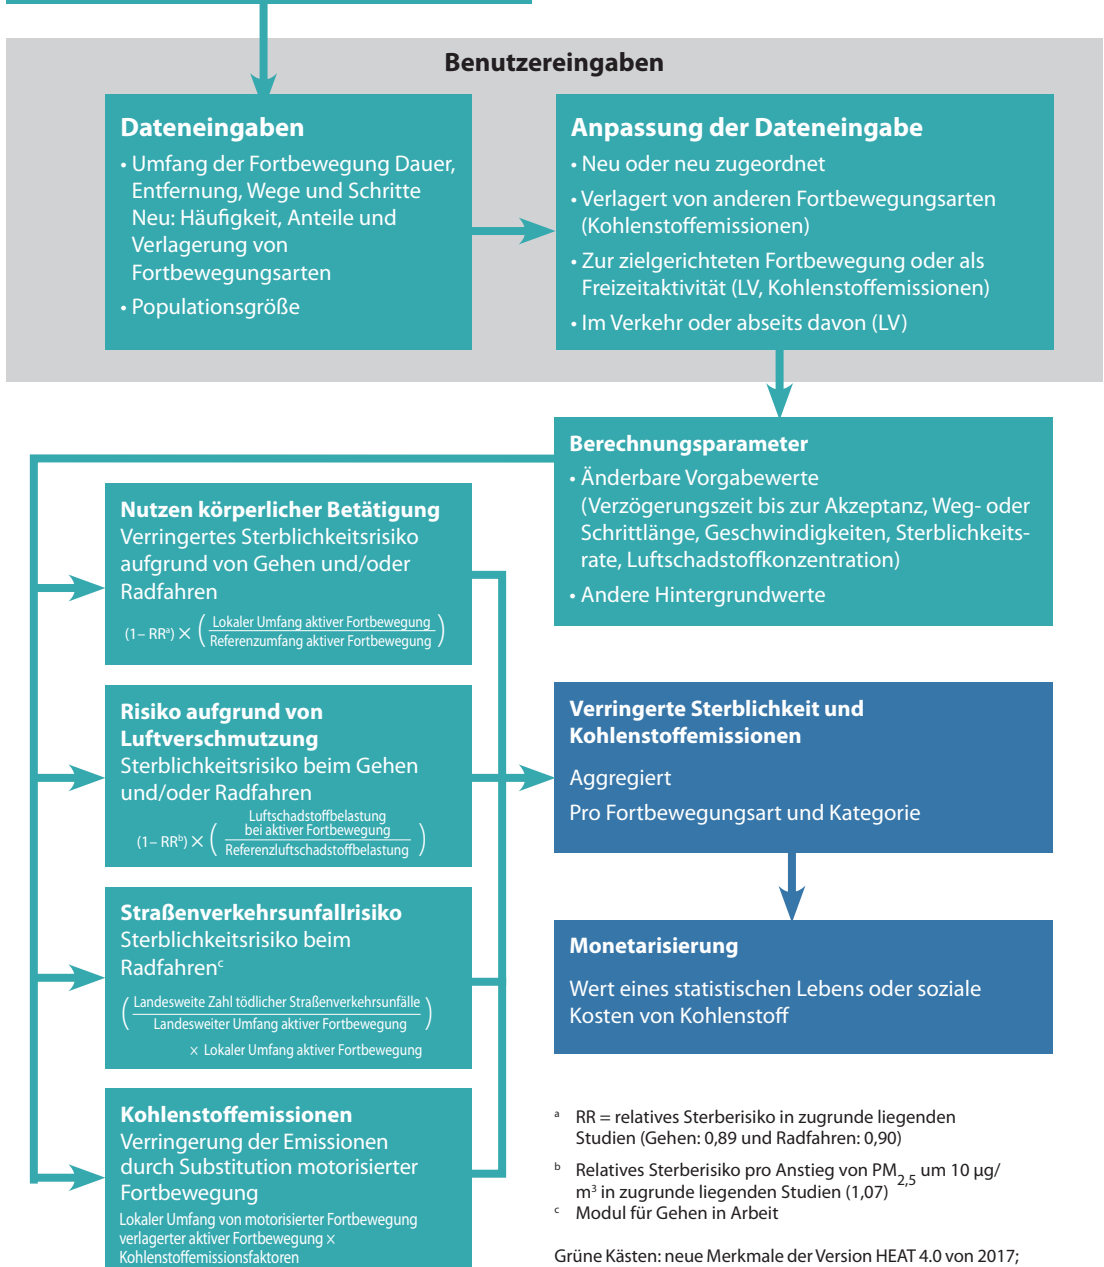 Benutzereingaben
Dateneingaben
• Umfang der Fortbewegung Dauer,
Entfernung, Wege und Schritte
Neu: Häufigkeit, Anteile und
Verlagerung von
Fortbewegungsarten
• Populationsgröße
Anpassung der Dateneingabe
• Neu oder neu zugeordnet
• Verlagert von anderen Fortbewegungsarten
(Kohlenstoffemissionen)
• Zur zielgerichteten Fortbewegung oder als
Freizeitaktivität (LV, Kohlenstoffemissionen)
• Im Verkehr oder abseits davon (LV)
Berechnungsparameter
• Änderbare Vorgabewerte
(Verzögerungszeit bis zur Akzeptanz, Weg- oder
Schrittlänge, Geschwindigkeiten, Sterblichkeits-
rate, Luftschadstoffkonzentration)
• Andere Hintergrundwerte
Nutzen körperlicher Betätigung
Verringertes Sterblichkeitsrisiko
aufgrund von Gehen und/oder
Radfahren
(1– RRᵃ) × ( Lokaler Umfang aktiver Fortbewegung
Referenzumfang aktiver Fortbewegung )
Risiko aufgrund von
Luftverschmutzung
Sterblichkeitsrisiko beim Gehen
und/oder Radfahren
(1– RRᵇ) × ( Luftschadstoffbelastung
bei aktiver Fortbewegung
Referenzluftschadstoffbelastung )
Straßenverkehrsunfallrisiko
Sterblichkeitsrisiko beim
Radfahrenᶜ
( Landesweite Zahl tödlicher Straßenverkehrsunfälle
Landesweiter Umfang aktiver Fortbewegung )
× Lokaler Umfang aktiver Fortbewegung
Kohlenstoffemissionen
Verringerung der Emissionen
durch Substitution motorisierter
Fortbewegung
Lokaler Umfang von motorisierter Fortbewegung
verlagerter aktiver Fortbewegung ×
Kohlenstoffemissionsfaktoren
Verringerte Sterblichkeit und
Kohlenstoffemissionen
Aggregiert
Pro Fortbewegungsart und Kategorie
Monetarisierung
Wert eines statistischen Lebens oder soziale
Kosten von Kohlenstoff
ᵃ RR = relatives Sterberisiko in zugrunde liegenden
Studien (Gehen: 0,89 und Radfahren: 0,90)
ᵇ Relatives Sterberisiko pro Anstieg von PM₂,₅ um 10 µg/
m³ in zugrunde liegenden Studien (1,07)
ᶜ Modul für Gehen in Arbeit
Grüne Kästen: neue Merkmale der Version HEAT 4.0 von 2017;